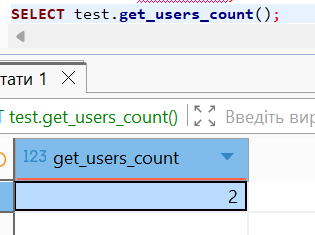 SELECT test.get_users_count();
тати 1
test.get_users_count()
Введіть вир
123 get_users_count
2